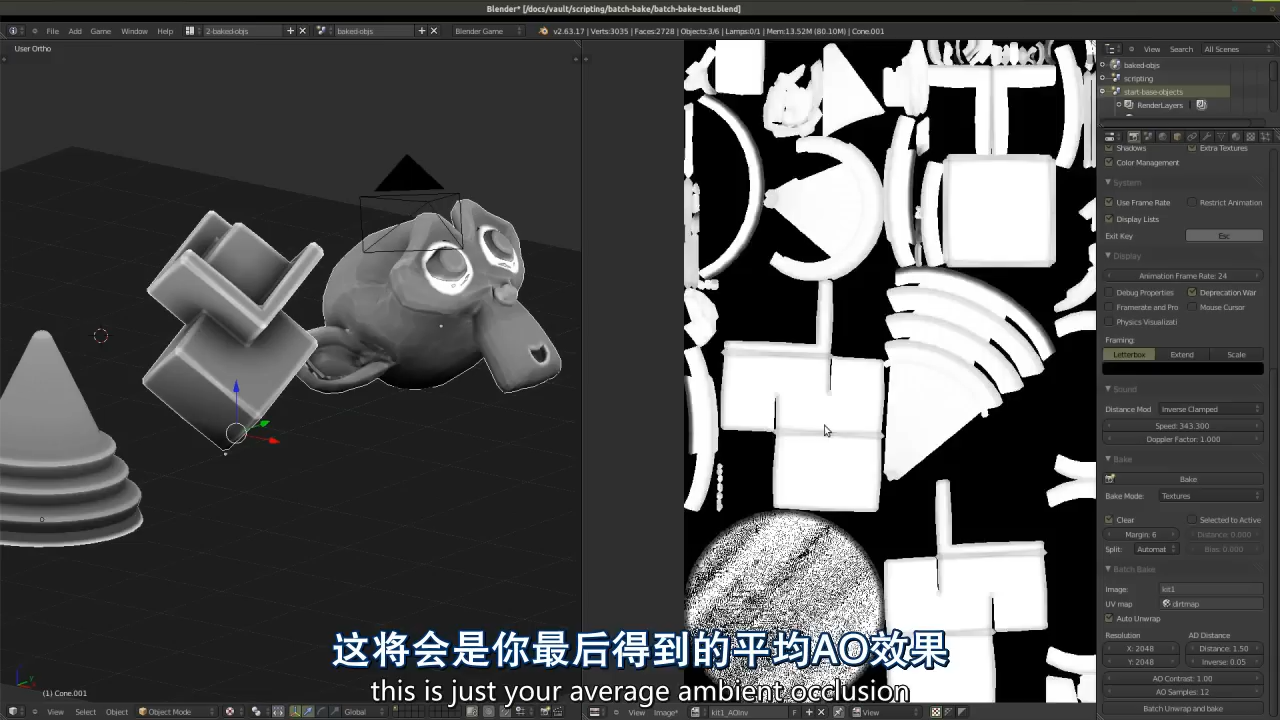 Blender* [/docs/vault/scripting/batch-bake/batch-bake-test.blend]
File Add Game Window Help 2-baked-objs baked-objs Blender Game v2.63.17 | Verts:3035 | Faces:2728 | Objects:3/6 | Lamps:0/1 | Mem:13.52M (80.10M) | Cone.001
User Ortho
View Search All Scenes
baked-objs
scripting
start-base-objects
RenderLayers
Shadows Extra Textures
Color Management
System
Use Frame Rate Restrict Animation
Display Lists
Exit Key Esc
Display
Animation Frame Rate: 24
Debug Properties Deprecation War
Framerate and Pro Mouse Cursor
Physics Visualizati
Framing:
Letterbox Extend Scale
Sound
Distance Mod Inverse Clamped
Speed: 343.300
Doppler Factor: 1.000
Bake
Bake
Bake Mode: Textures
Clear Selected to Active
Margin: 6 Distance: 0.000
Split: Automat Bias: 0.000
Batch Bake
Image: kit1
UV map dirtmap
Auto Unwrap
Resolution AO Distance
X: 2048 Distance: 1.50
Y: 2048 Inverse: 0.05
AO Contrast: 1.00
AO Samples: 12
Batch Unwrap and bake
这将会是你最后得到的平均AO效果
this is just your average ambient occlusion
(1) Cone.001
View Select Object Object Mode Global View Image* kit1_AOInv F View